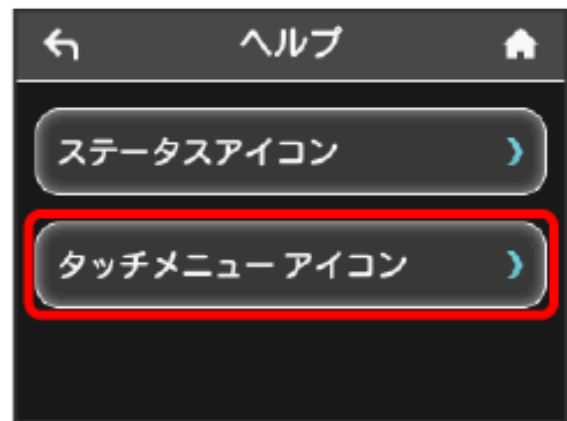 ヘルプ
ステータスアイコン
タッチメニュー アイコン